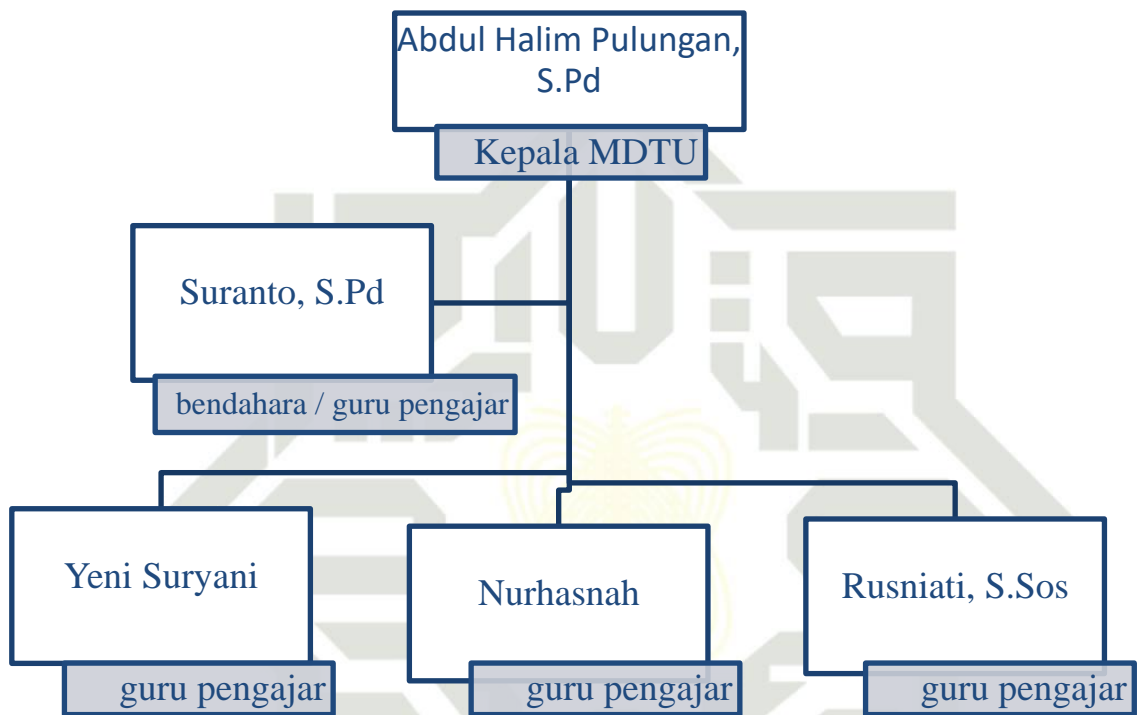 Abdul Halim Pulungan,
S.Pd
Kepala MDTU
Suranto, S.Pd
bendahara / guru pengajar
Yeni Suryani
guru pengajar
Nurhasnah
guru pengajar
Rusniati, S.Sos
guru pengajar